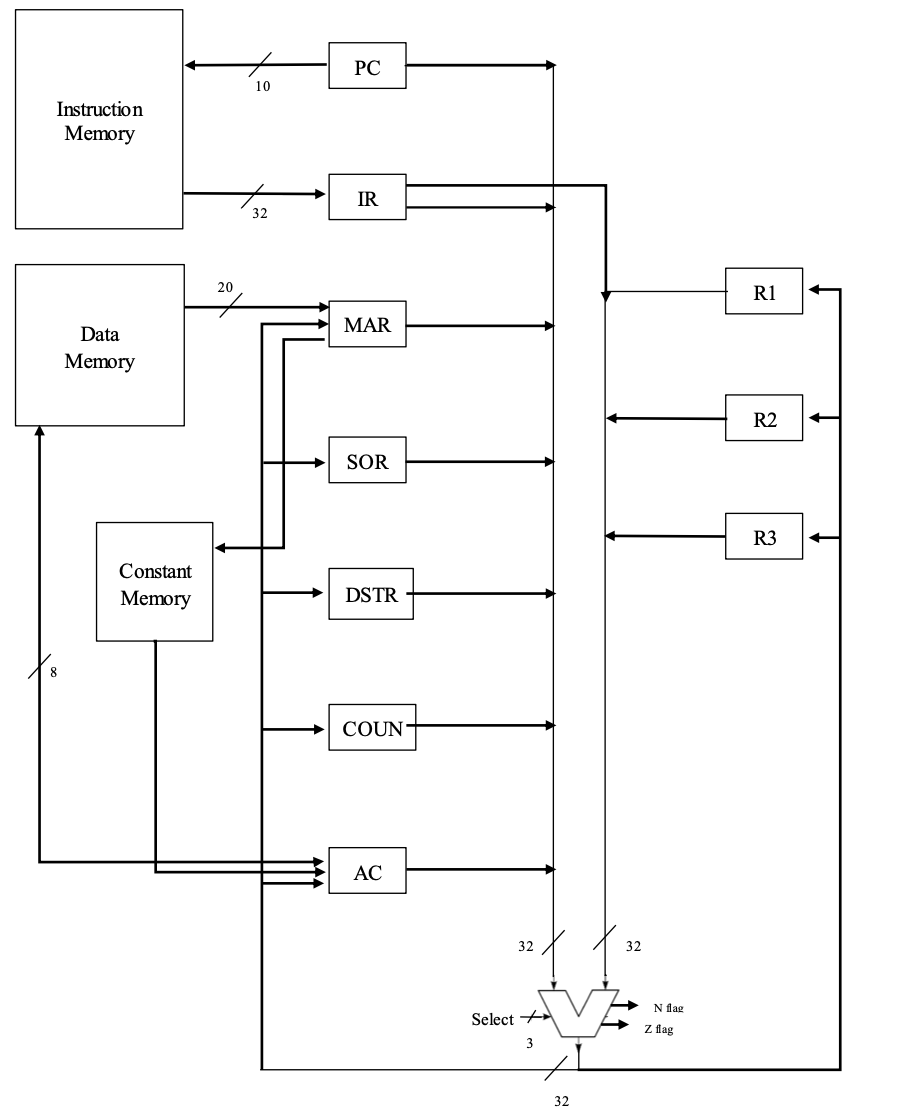 Instruction
Memory
10
PC
32
IR
Data
Memory
20
MAR
R1
R2
SOR
R3
Constant
Memory
DSTR
8
COUN
AC
32
32
Select
3
N flag
Z flag
32